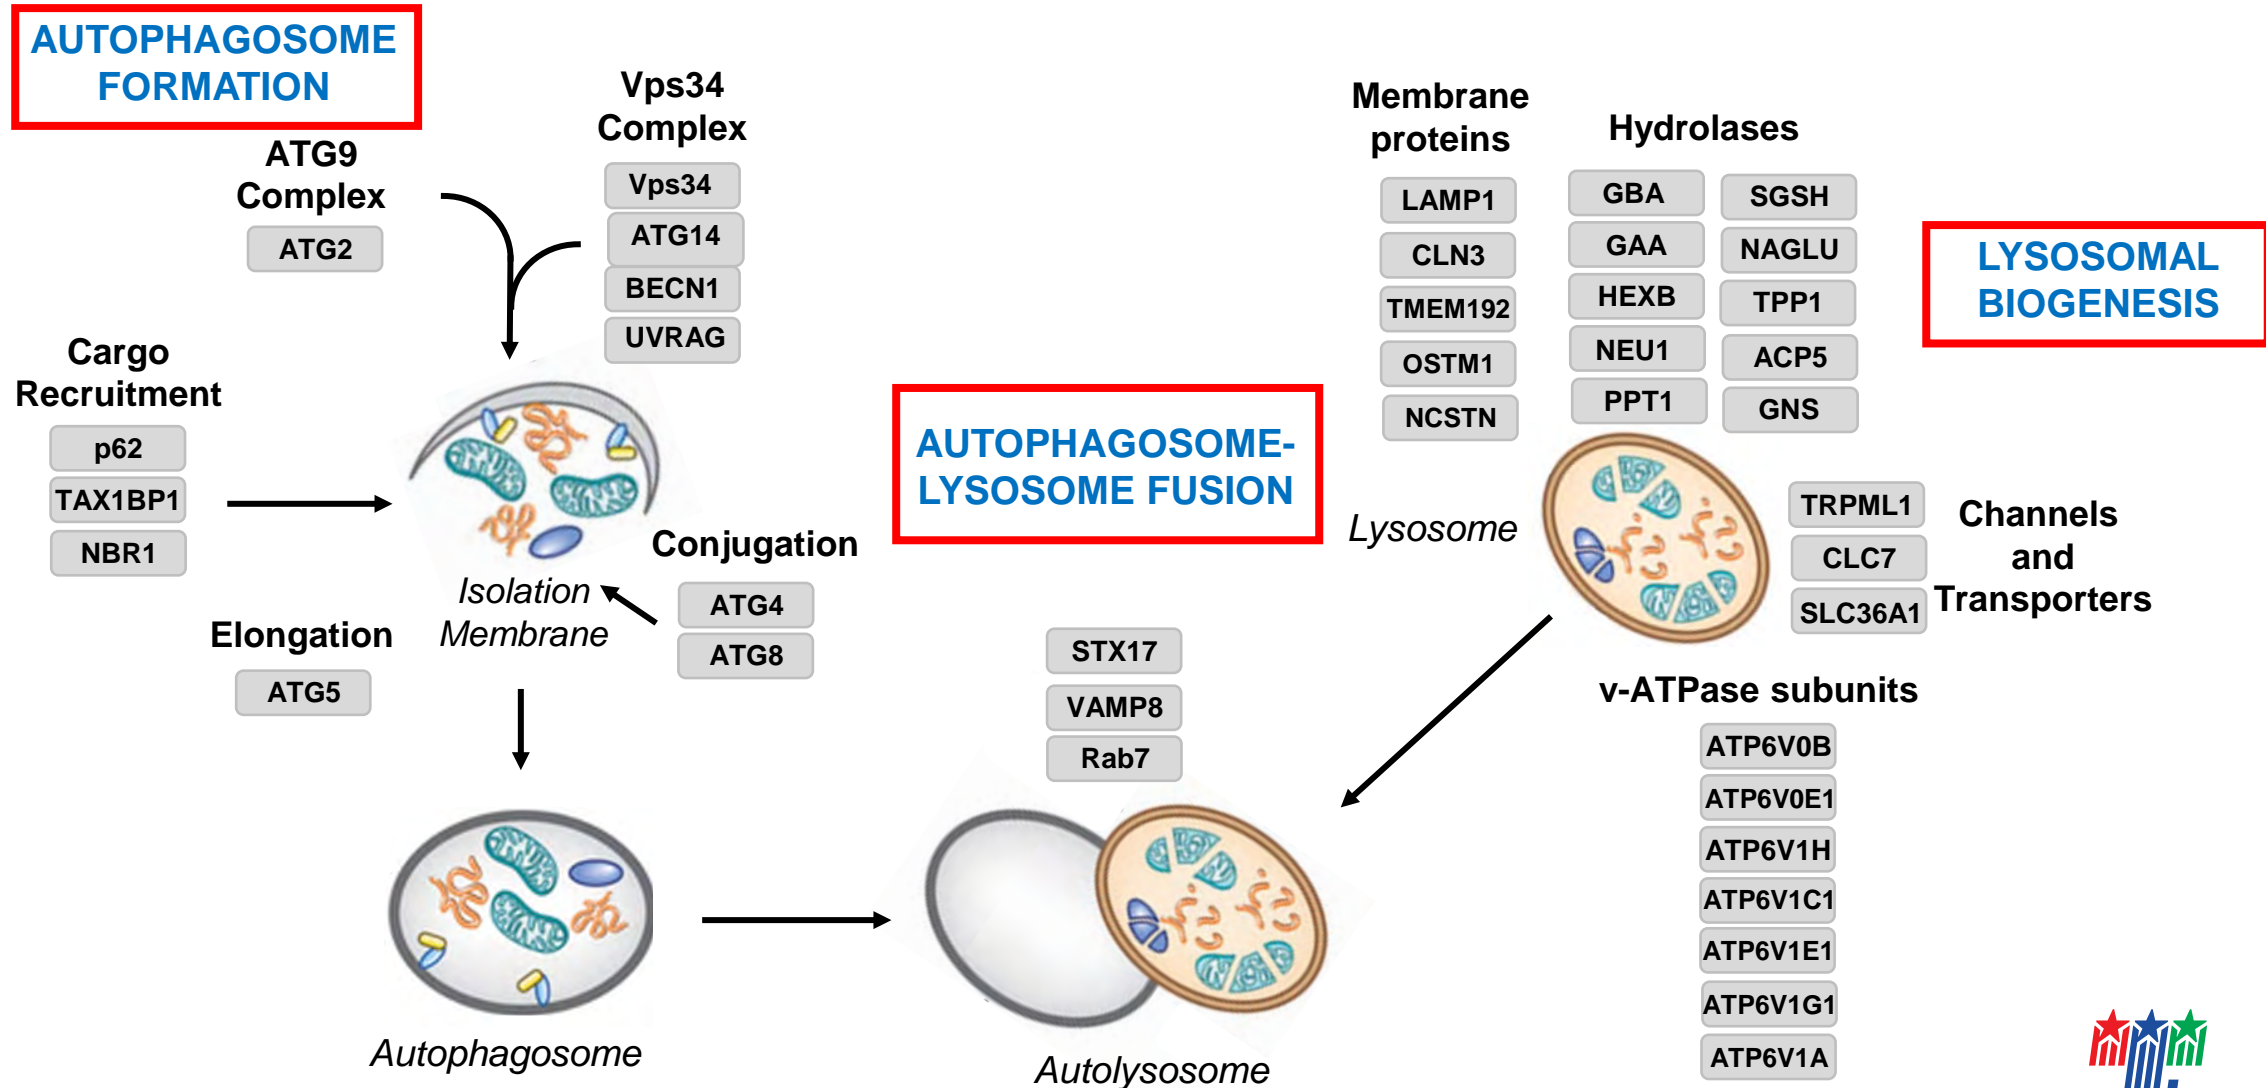 AUTOPHAGOSOME
FORMATION
ATG9
Complex
ATG2
Vps34
Complex
Vps34
ATG14
BECN1
UVRAG
Cargo
Recruitment
p62
TAX1BP1
NBR1
Isolation
Membrane
Conjugation
ATG4
ATG8
Elongation
ATG5
Autophagosome
AUTOPHAGOSOME-
LYSOSOME FUSION
STX17
VAMP8
Rab7
Autolysosome
Membrane
proteins
LAMP1
CLN3
TMEM192
OSTM1
NCSTN
Hydrolases
GBA
GAA
HEXB
NEU1
PPT1
SGSH
NAGLU
TPP1
ACP5
GNS
LYSOSOMAL
BIOGENESIS
Lysosome
TRPML1
CLC7
SLC36A1
Channels
and
Transporters
v-ATPase subunits
ATP6V0B
ATP6V0E1
ATP6V1H
ATP6V1C1
ATP6V1E1
ATP6V1G1
ATP6V1A